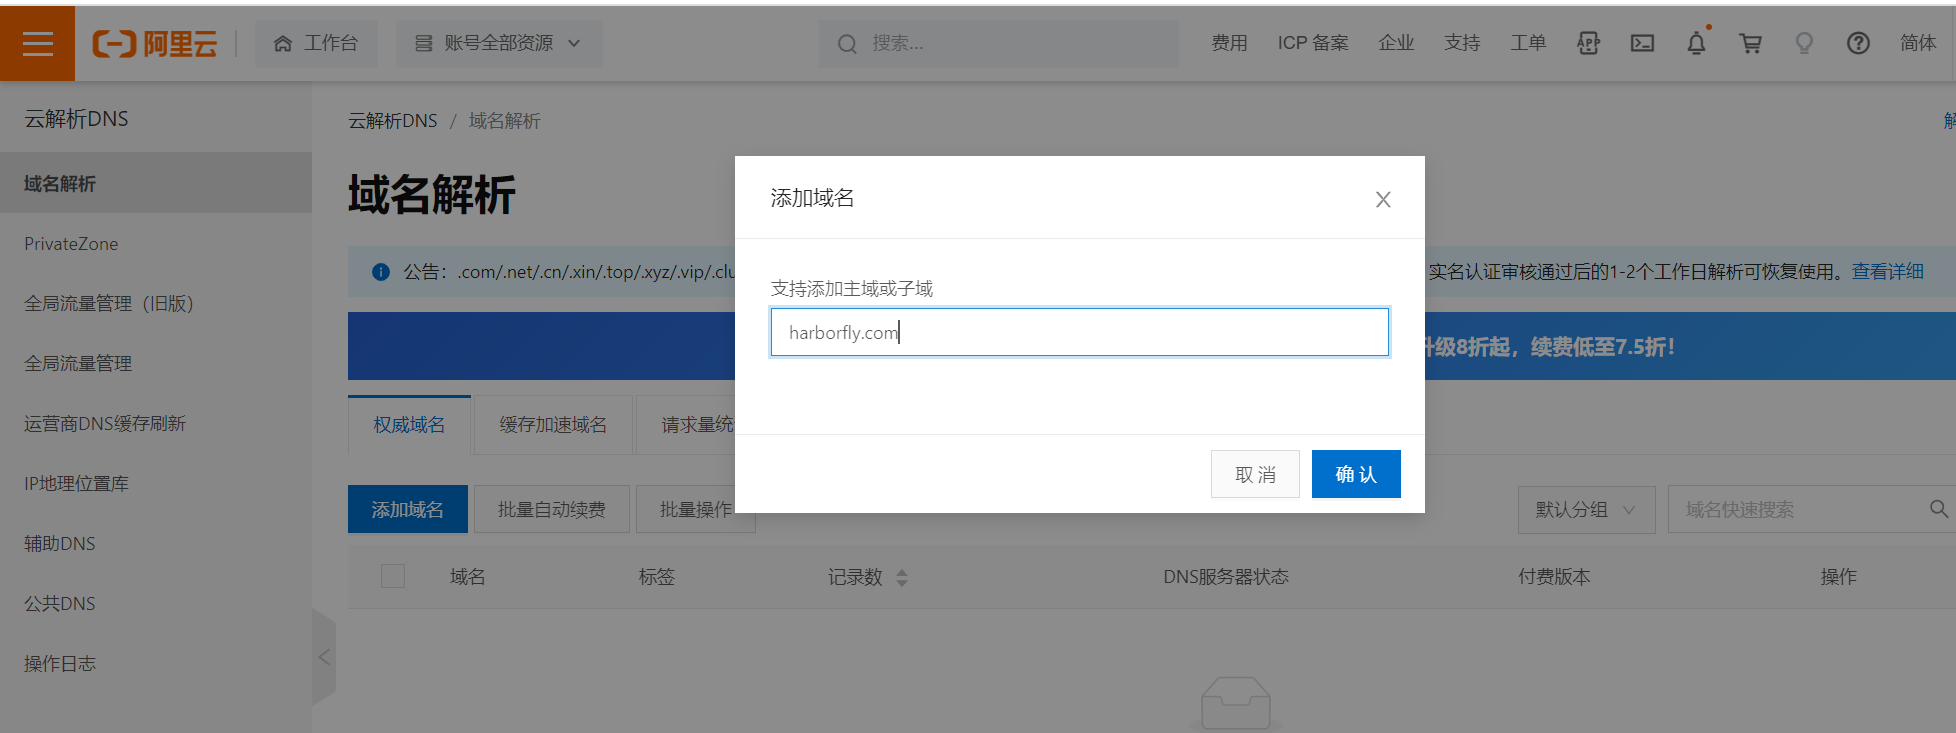 阿里云 工作台 账号全部资源 搜索... 费用 ICP 备案 企业 支持 工单 APP 简体
云解析DNS
域名解析
PrivateZone
全局流量管理（旧版）
全局流量管理
运营商DNS缓存刷新
IP地理位置库
辅助DNS
公共DNS
操作日志
云解析DNS / 域名解析
域名解析
公告：.com/.net/.cn/.xin/.top/.xyz/.vip/.clu
实名认证审核通过后的1-2个工作日解析可恢复使用。查看详细
升级8折起，续费低至7.5折！
权威域名 缓存加速域名 请求量统
添加域名 批量自动续费 批量操作 默认分组 域名快速搜索
域名 标签 记录数 DNS服务器状态 付费版本 操作
添加域名
支持添加主域或子域
harborfly.com
取消 确认